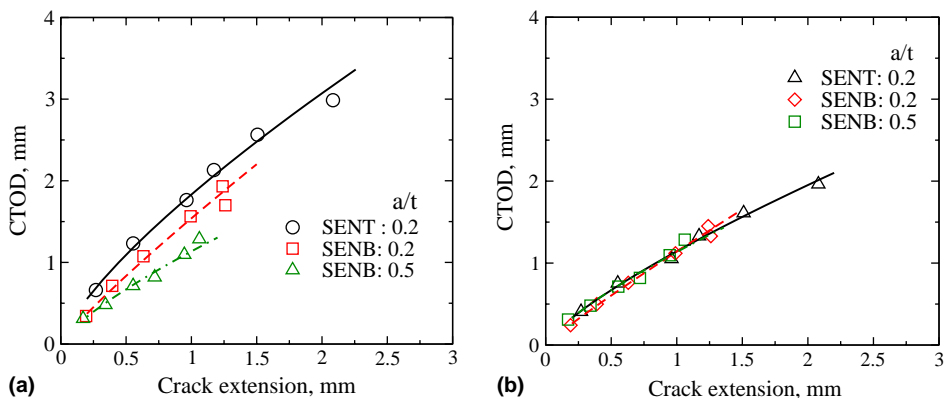 4
3
2
1
0
CTOD, mm
a/t
SENT : 0.2
SENB: 0.2
SENB: 0.5
0 0.5 1 1.5 2 2.5 3
(a) Crack extension, mm
4
3
2
1
0
CTOD, mm
a/t
SENT: 0.2
SENB: 0.2
SENB: 0.5
0 0.5 1 1.5 2 2.5 3
(b) Crack extension, mm